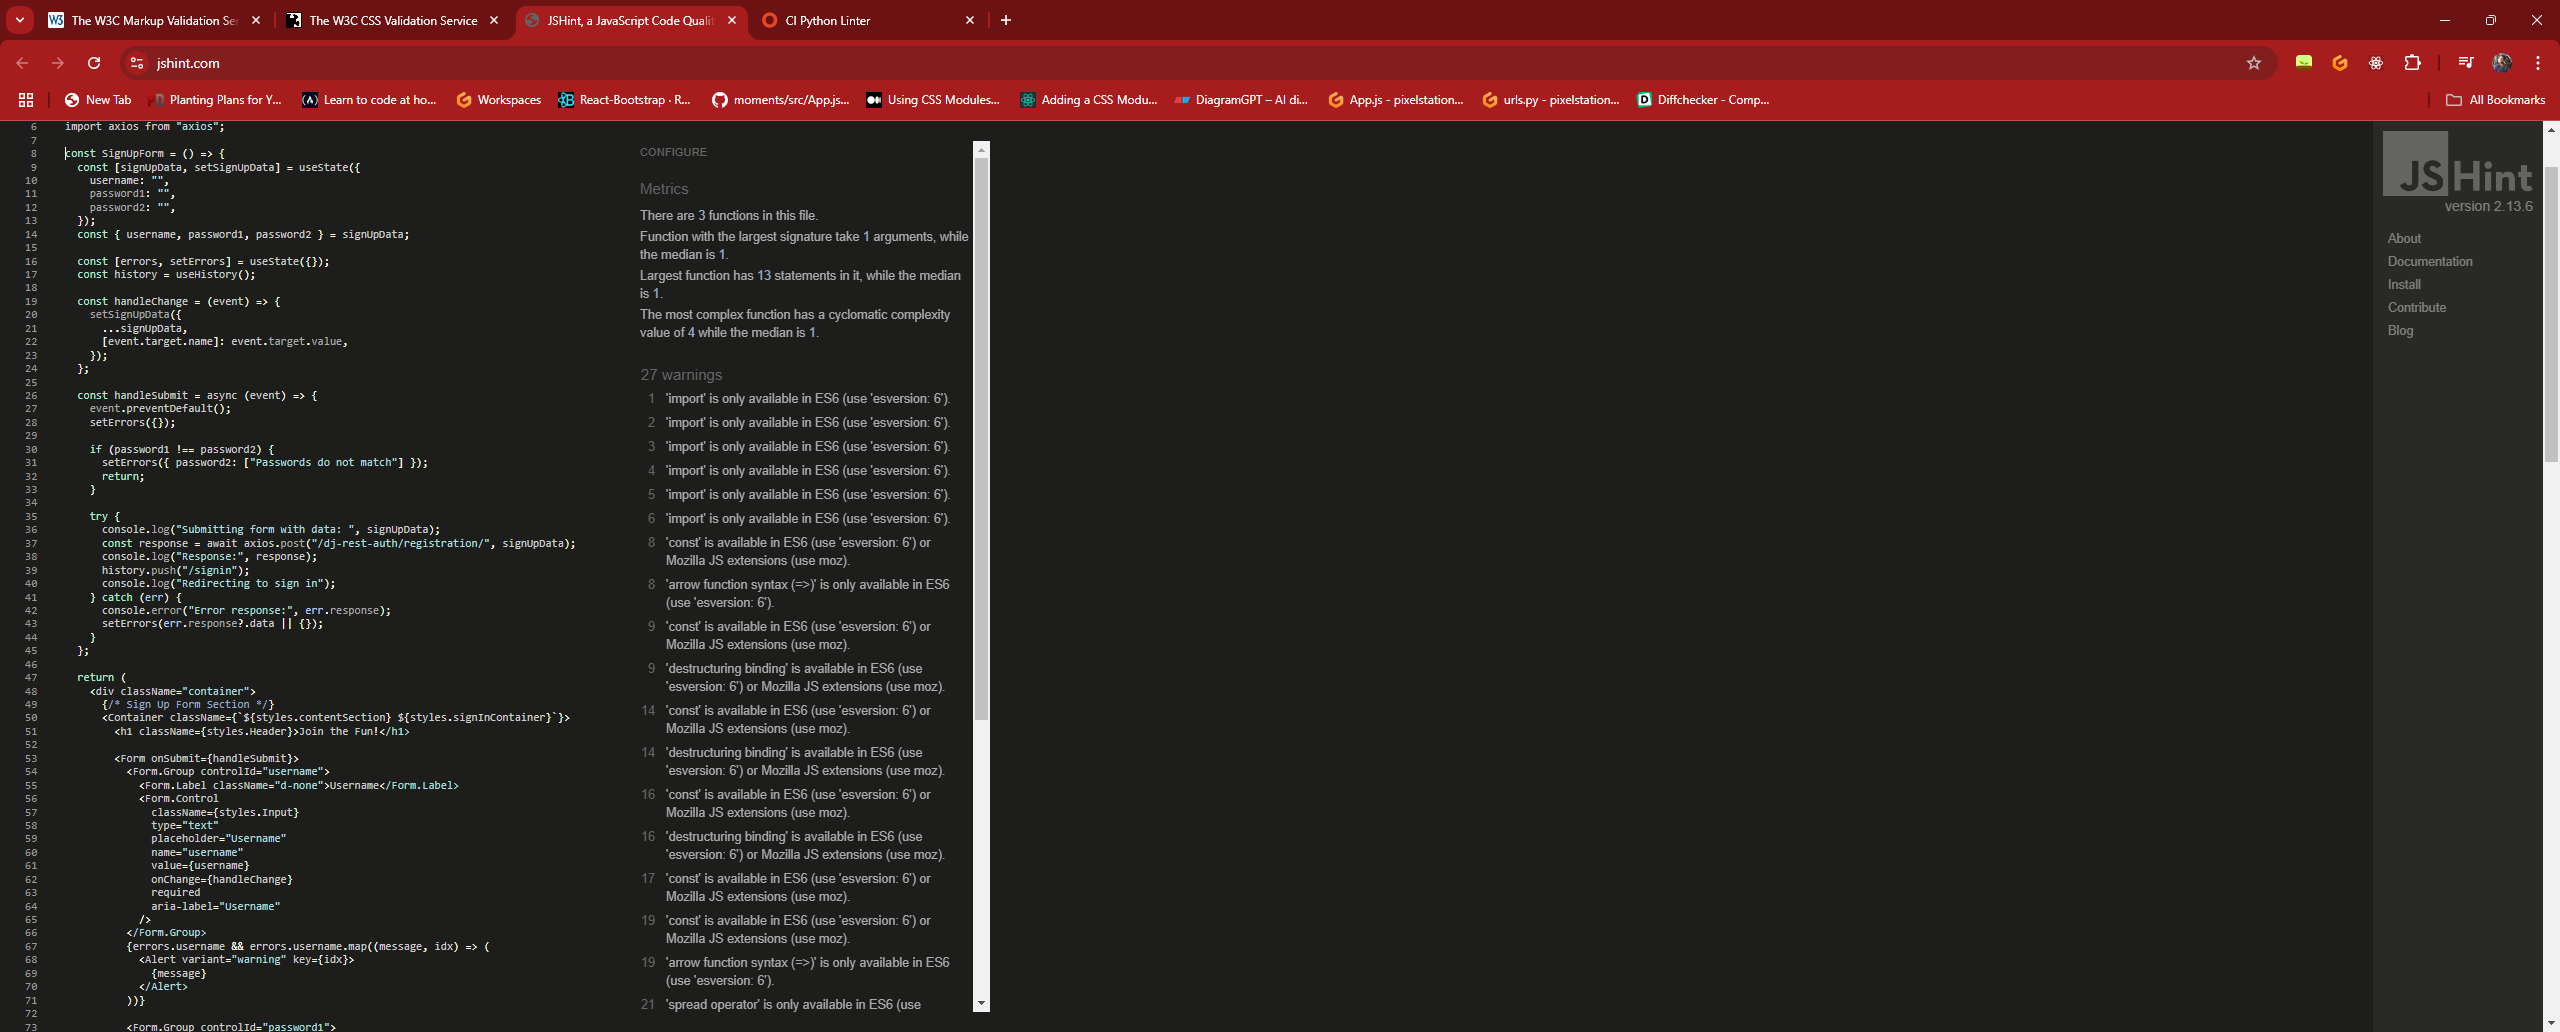 The W3C Markup Validation Se
The W3C CSS Validation Service
JSHint, a JavaScript Code Qualit
CI Python Linter
jshint.com
New Tab
Planting Plans for Y...
Learn to code at ho...
Workspaces
React-Bootstrap · R...
moments/src/App.js...
Using CSS Modules...
Adding a CSS Modu...
DiagramGPT – AI di...
App.js - pixelstation...
urls.py - pixelstation...
Diffchecker - Comp...
All Bookmarks
6 import axios from "axios";
7
8 const SignUpForm = () => {
9 const [signUpData, setSignUpData] = useState({
10 username: "",
11 password1: "",
12 password2: "",
13 });
14 const { username, password1, password2 } = signUpData;
15
16 const [errors, setErrors] = useState({});
17 const history = useHistory();
18
19 const handleChange = (event) => {
20 setSignUpData({
21 ...signUpData,
22 [event.target.name]: event.target.value,
23 });
24 };
25
26 const handleSubmit = async (event) => {
27 event.preventDefault();
28 setErrors({});
29
30 if (password1 !== password2) {
31 setErrors({ password2: ["Passwords do not match"] });
32 return;
33 }
34
35 try {
36 console.log("Submitting form with data: ", signUpData);
37 const response = await axios.post("/dj-rest-auth/registration/", signUpData);
38 console.log("Response:", response);
39 history.push("/signin");
40 console.log("Redirecting to sign in");
41 } catch (err) {
42 console.error("Error response:", err.response);
43 setErrors(err.response?.data || {});
44 }
45 };
46
47 return (
48 <div className="container">
49 {/* Sign Up Form Section */}
50 <Container className={`${styles.contentSection} ${styles.signInContainer}`}>
51 <h1 className={styles.Header}>Join the Fun!</h1>
52
53 <Form onSubmit={handleSubmit}>
54 <Form.Group controlId="username">
55 <Form.Label className="d-none">Username</Form.Label>
56 <Form.Control
57 className={styles.Input}
58 type="text"
59 placeholder="Username"
60 name="username"
61 value={username}
62 onChange={handleChange}
63 required
64 aria-label="Username"
65 />
66 </Form.Group>
67 {errors.username && errors.username.map((message, idx) => (
68 <Alert variant="warning" key={idx}>
69 {message}
70 </Alert>
71 ))}
72
73 <Form.Group controlId="password1">
CONFIGURE
Metrics
There are 3 functions in this file.
Function with the largest signature take 1 arguments, while
the median is 1.
Largest function has 13 statements in it, while the median
is 1.
The most complex function has a cyclomatic complexity
value of 4 while the median is 1.
27 warnings
1 'import' is only available in ES6 (use 'esversion: 6').
2 'import' is only available in ES6 (use 'esversion: 6').
3 'import' is only available in ES6 (use 'esversion: 6').
4 'import' is only available in ES6 (use 'esversion: 6').
5 'import' is only available in ES6 (use 'esversion: 6').
6 'import' is only available in ES6 (use 'esversion: 6').
8 'const' is available in ES6 (use 'esversion: 6') or
Mozilla JS extensions (use moz).
8 'arrow function syntax (=>)' is only available in ES6
(use 'esversion: 6').
9 'const' is available in ES6 (use 'esversion: 6') or
Mozilla JS extensions (use moz).
9 'destructuring binding' is available in ES6 (use
'esversion: 6') or Mozilla JS extensions (use moz).
14 'const' is available in ES6 (use 'esversion: 6') or
Mozilla JS extensions (use moz).
14 'destructuring binding' is available in ES6 (use
'esversion: 6') or Mozilla JS extensions (use moz).
16 'const' is available in ES6 (use 'esversion: 6') or
Mozilla JS extensions (use moz).
16 'destructuring binding' is available in ES6 (use
'esversion: 6') or Mozilla JS extensions (use moz).
17 'const' is available in ES6 (use 'esversion: 6') or
Mozilla JS extensions (use moz).
19 'const' is available in ES6 (use 'esversion: 6') or
Mozilla JS extensions (use moz).
19 'arrow function syntax (=>)' is only available in ES6
(use 'esversion: 6').
21 'spread operator' is only available in ES6 (use
JSHint
version 2.13.6
About
Documentation
Install
Contribute
Blog